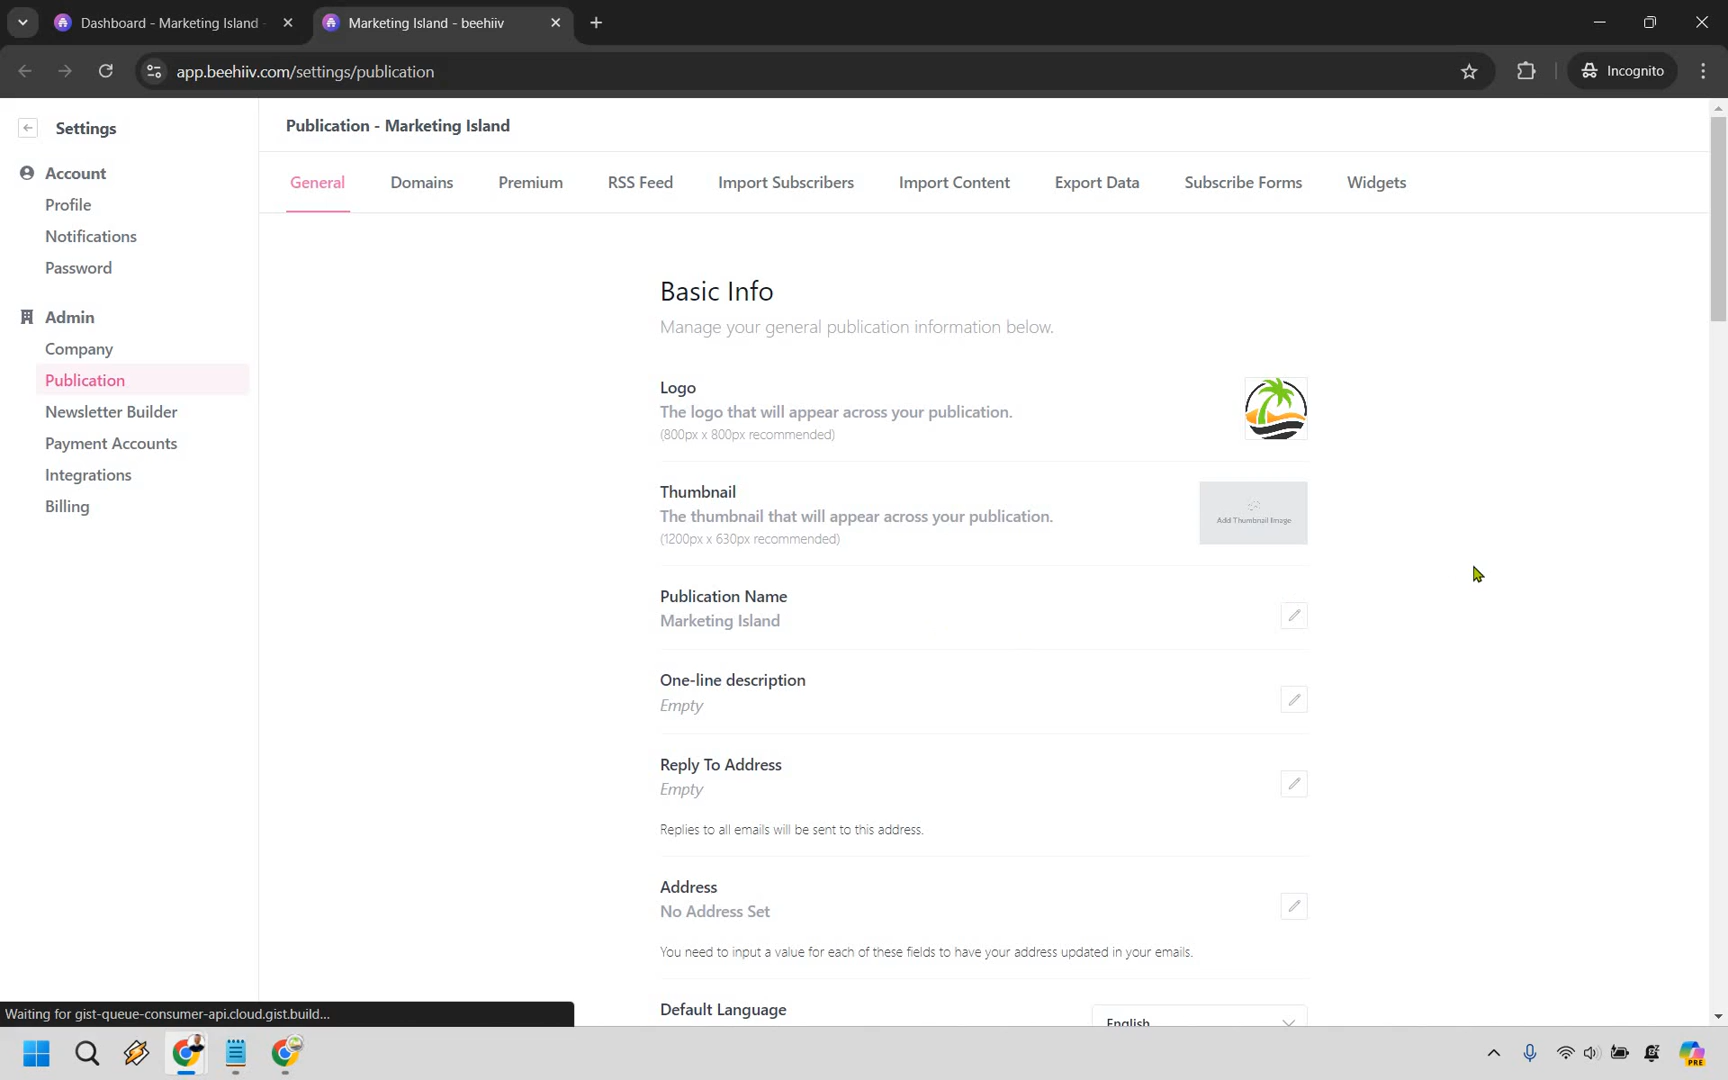 Dashboard - Marketing Island -
Marketing Island - beehiiv
app.beehiiv.com/settings/publication
Incognito
Settings
Account
Profile
Notifications
Password
Admin
Company
Publication
Newsletter Builder
Payment Accounts
Integrations
Billing
Publication - Marketing Island
General
Domains
Premium
RSS Feed
Import Subscribers
Import Content
Export Data
Subscribe Forms
Widgets
Basic Info
Manage your general publication information below.
Logo
The logo that will appear across your publication.
(800px x 800px recommended)
Thumbnail
The thumbnail that will appear across your publication.
(1200px x 630px recommended)
Add Thumbnail Image
Publication Name
Marketing Island
One-line description
Empty
Reply To Address
Empty
Replies to all emails will be sent to this address.
Address
No Address Set
You need to input a value for each of these fields to have your address updated in your emails.
Default Language
English
Waiting for gist-queue-consumer-api.cloud.gist.build...
PRE